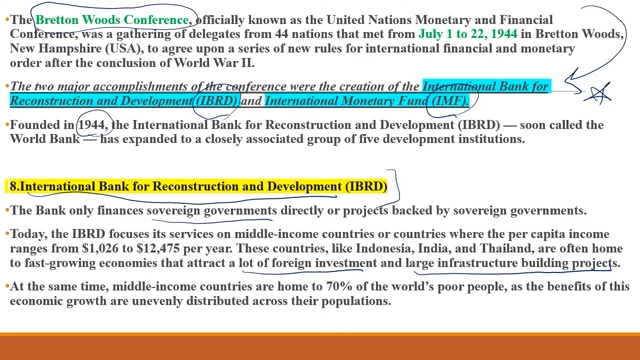 •The Bretton Woods Conference, officially known as the United Nations Monetary and Financial
Conference, was a gathering of delegates from 44 nations that met from July 1 to 22, 1944 in Bretton Woods,
New Hampshire (USA), to agree upon a series of new rules for international financial and monetary
order after the conclusion of World War II.
•The two major accomplishments of the conference were the creation of the International Bank for
Reconstruction and Development (IBRD) and International Monetary Fund (IMF).
•Founded in 1944, the International Bank for Reconstruction and Development (IBRD) — soon called the
World Bank — has expanded to a closely associated group of five development institutions.
8.International Bank for Reconstruction and Development (IBRD)
•The Bank only finances sovereign governments directly or projects backed by sovereign governments.
•Today, the IBRD focuses its services on middle-income countries or countries where the per capita income
ranges from $1,026 to $12,475 per year. These countries, like Indonesia, India, and Thailand, are often home
to fast-growing economies that attract a lot of foreign investment and large infrastructure building projects.
•At the same time, middle-income countries are home to 70% of the world's poor people, as the benefits of this
economic growth are unevenly distributed across their populations.